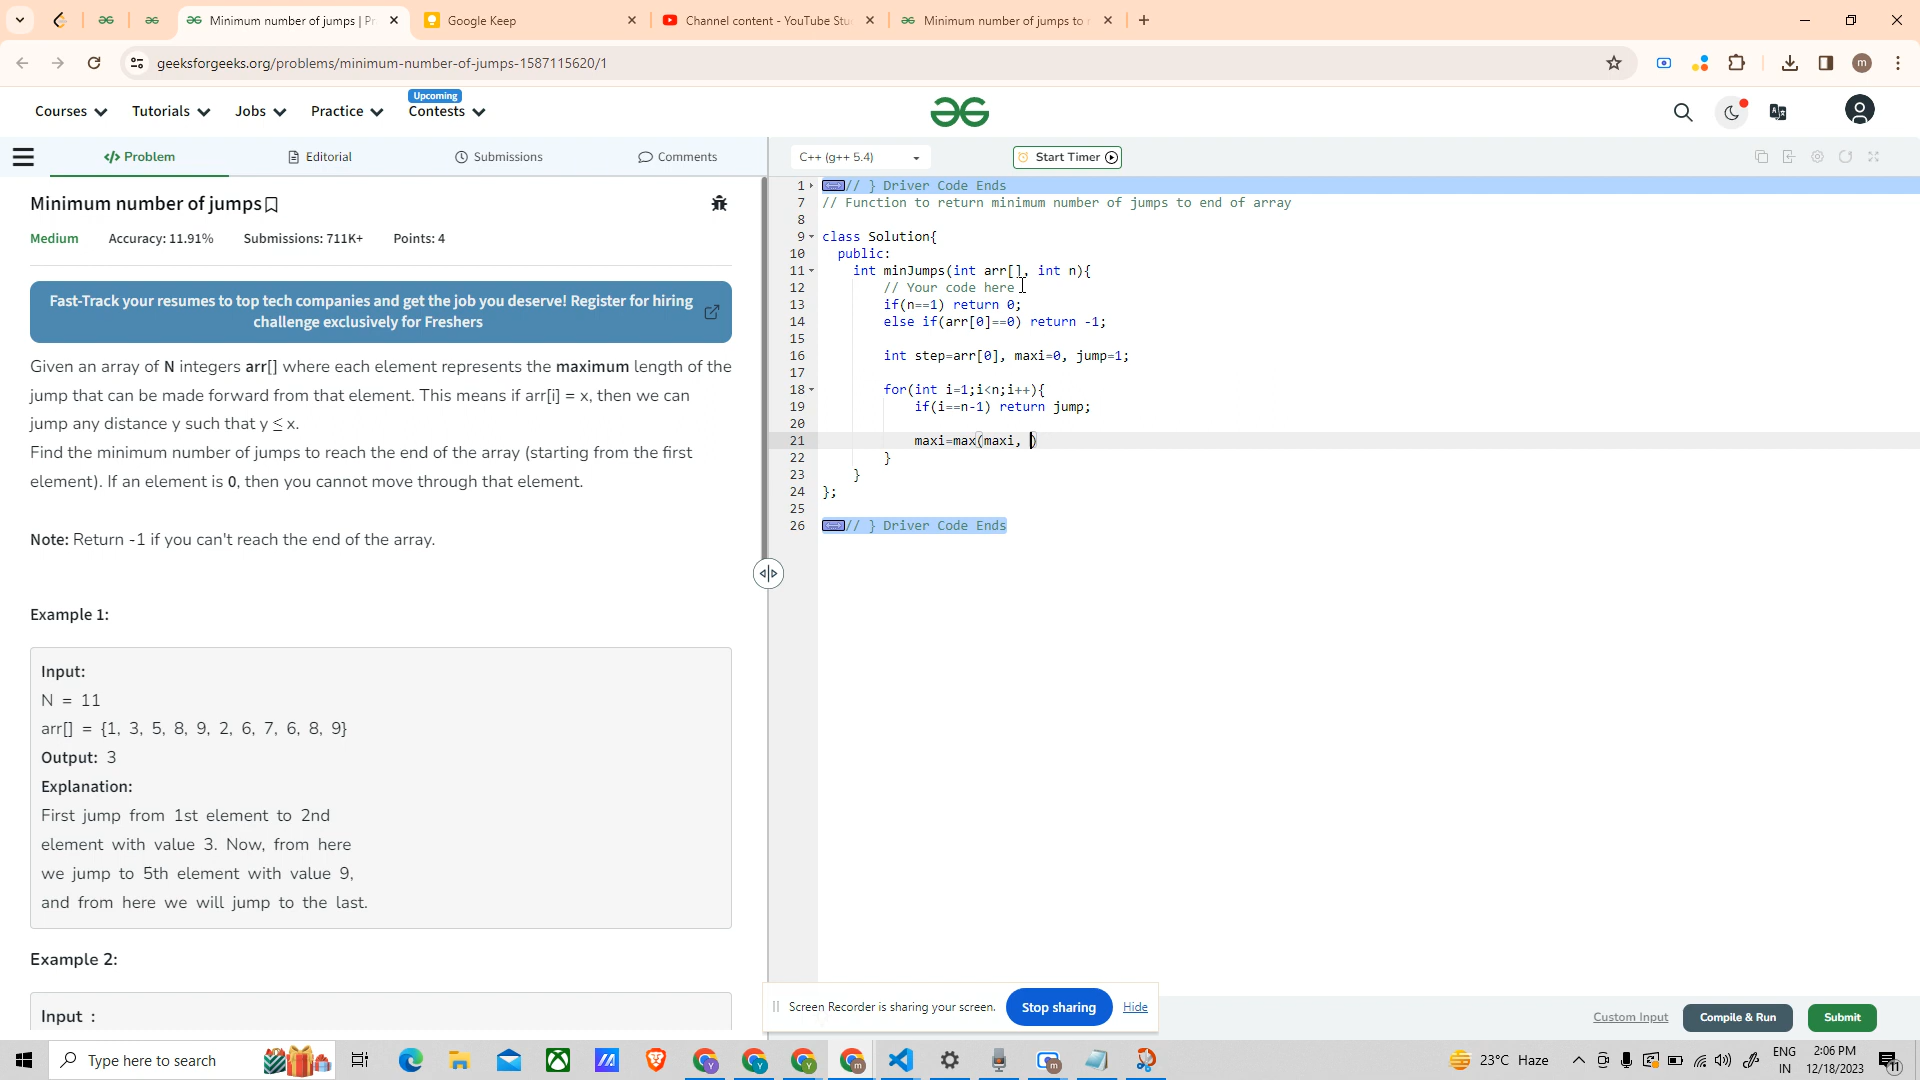 Minimum number of jumps | P
Google Keep
Channel content - YouTube Stu
Minimum number of jumps to
geeksforgeeks.org/problems/minimum-number-of-jumps-1587115620/1
m
Courses
Tutorials
Jobs
Practice
Upcoming
Contests
</> Problem
Editorial
Submissions
Comments
C++ (g++ 5.4)
Start Timer
Minimum number of jumps
Medium Accuracy: 11.91% Submissions: 711K+ Points: 4
Fast-Track your resumes to top tech companies and get the job you deserve! Register for hiring
challenge exclusively for Freshers
Given an array of N integers arr[] where each element represents the maximum length of the
jump that can be made forward from that element. This means if arr[i] = x, then we can
jump any distance y such that y ≤ x.
Find the minimum number of jumps to reach the end of the array (starting from the first
element). If an element is 0, then you cannot move through that element.
Note: Return -1 if you can't reach the end of the array.
Example 1:
Input:
N = 11
arr[] = {1, 3, 5, 8, 9, 2, 6, 7, 6, 8, 9}
Output: 3
Explanation:
First jump from 1st element to 2nd
element with value 3. Now, from here
we jump to 5th element with value 9,
and from here we will jump to the last.
Example 2:
Input :
1 // } Driver Code Ends
7 // Function to return minimum number of jumps to end of array
8
9 class Solution{
10 public:
11 int minJumps(int arr[], int n){
12 // Your code here
13 if(n==1) return 0;
14 else if(arr[0]==0) return -1;
15
16 int step=arr[0], maxi=0, jump=1;
17
18 for(int i=1;i<n;i++){
19 if(i==n-1) return jump;
20
21 maxi=max(maxi, )
22 }
23 }
24 };
25
26 // } Driver Code Ends
Screen Recorder is sharing your screen.
Stop sharing
Hide
Custom Input
Compile & Run
Submit
Type here to search
23°C Haze
ENG
IN
2:06 PM
12/18/2023
11